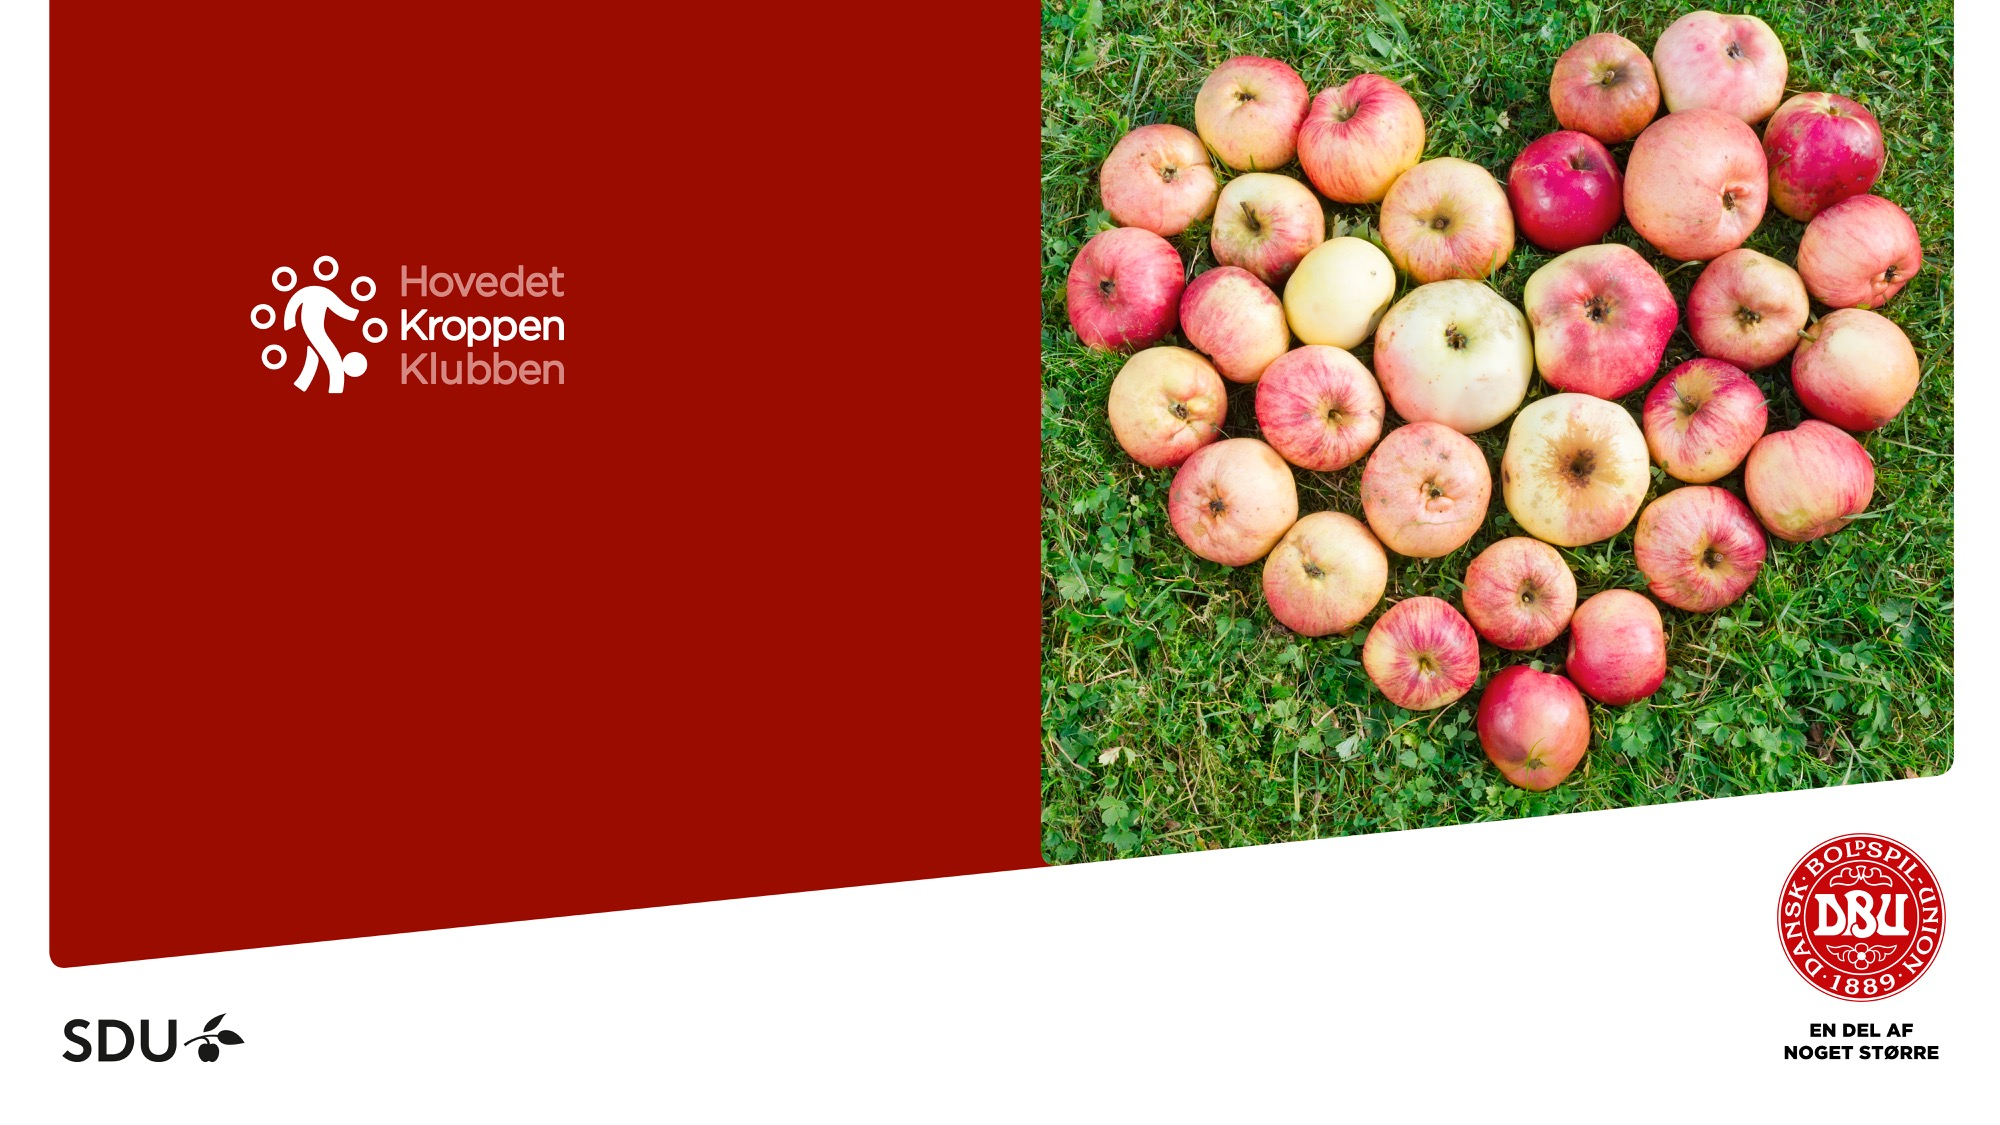 Hovedet
Kroppen
Klubben
DANSK · BOLDSPIL-UNION
DBU
· 1889 ·
SDU
EN DEL AF
NOGET STØRRE